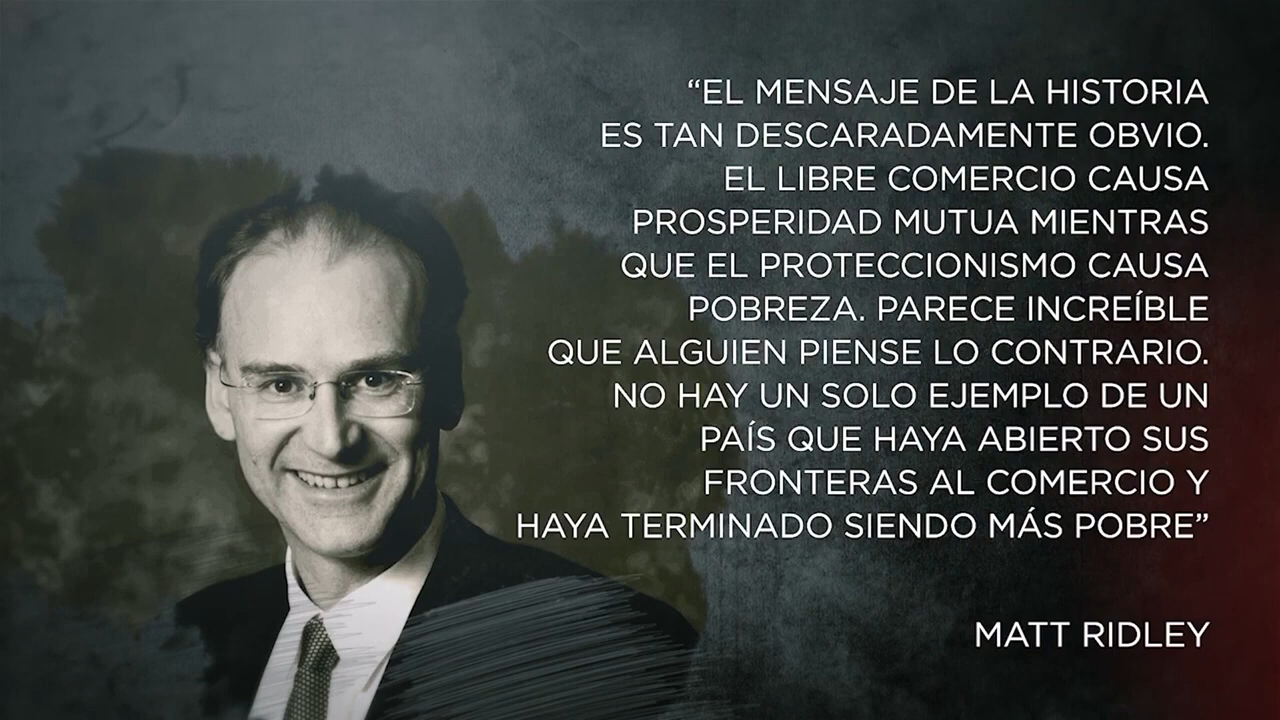 “EL MENSAJE DE LA HISTORIA
ES TAN DESCARADAMENTE OBVIO.
EL LIBRE COMERCIO CAUSA
PROSPERIDAD MUTUA MIENTRAS
QUE EL PROTECCIONISMO CAUSA
POBREZA. PARECE INCREÍBLE
QUE ALGUIEN PIENSE LO CONTRARIO.
NO HAY UN SOLO EJEMPLO DE UN
PAÍS QUE HAYA ABIERTO SUS
FRONTERAS AL COMERCIO Y
HAYA TERMINADO SIENDO MÁS POBRE”
MATT RIDLEY